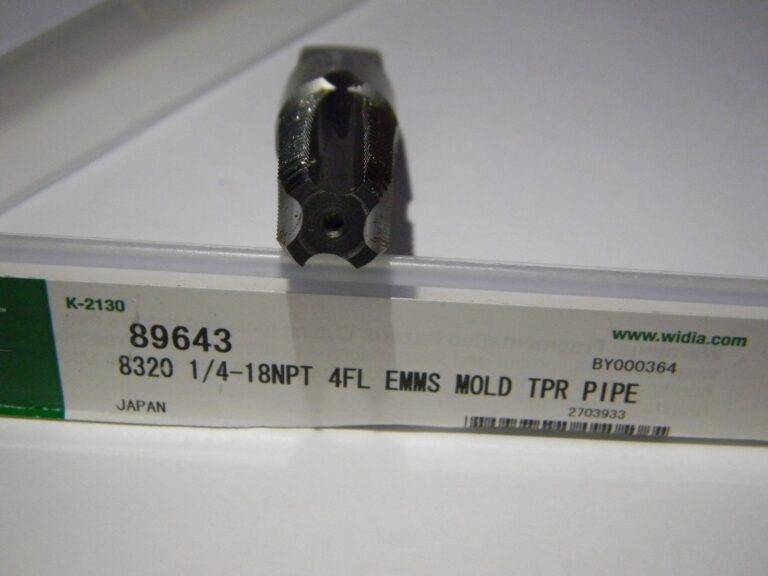 K-2130
www.widia.com
89643
BY000364
8320 1/4-18NPT 4FL EMMS MOLD TPR PIPE
JAPAN
2703933